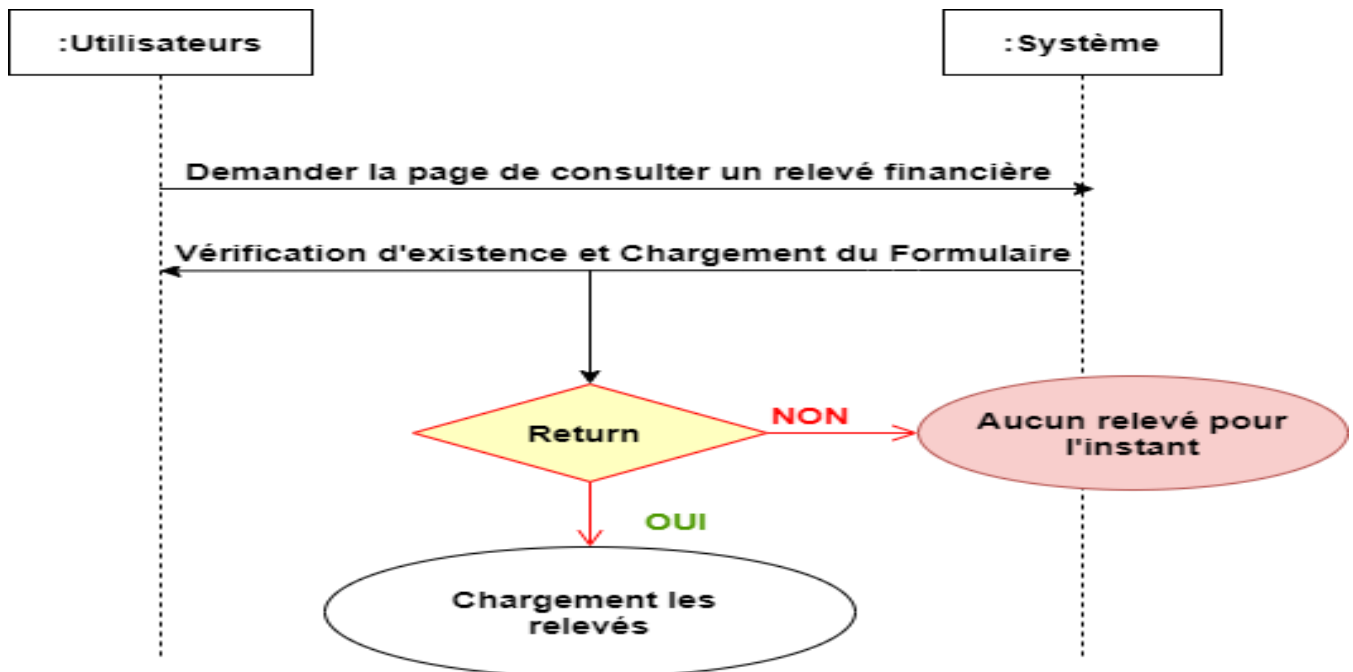 :Utilisateurs
:Système
Demander la page de consulter un relevé financière
Vérification d'existence et Chargement du Formulaire
Return
NON
Aucun relevé pour
l'instant
OUI
Chargement les
relevés